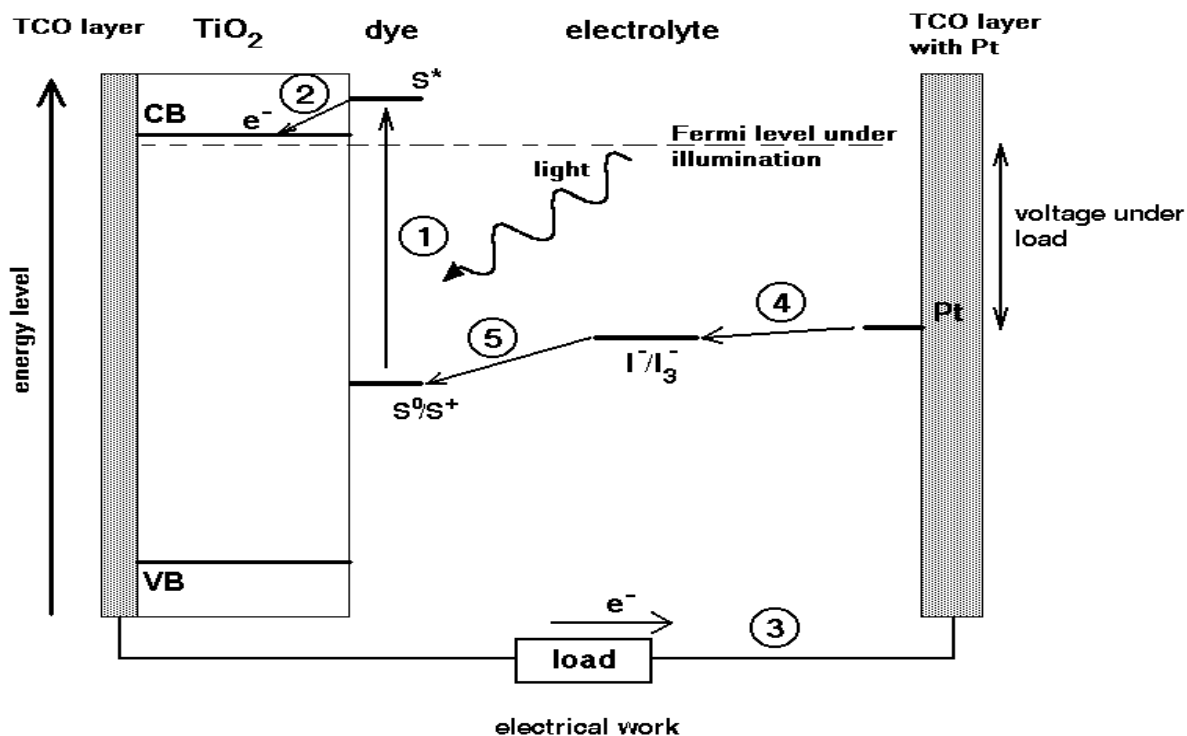 TCO layer
TiO₂
dye
electrolyte
TCO layer
with Pt
S*
2
CB
e⁻
Fermi level under
illumination
light
1
voltage under
load
energy level
4
Pt
5
I⁻/I₃⁻
S⁰/S⁺
VB
e⁻
3
load
electrical work